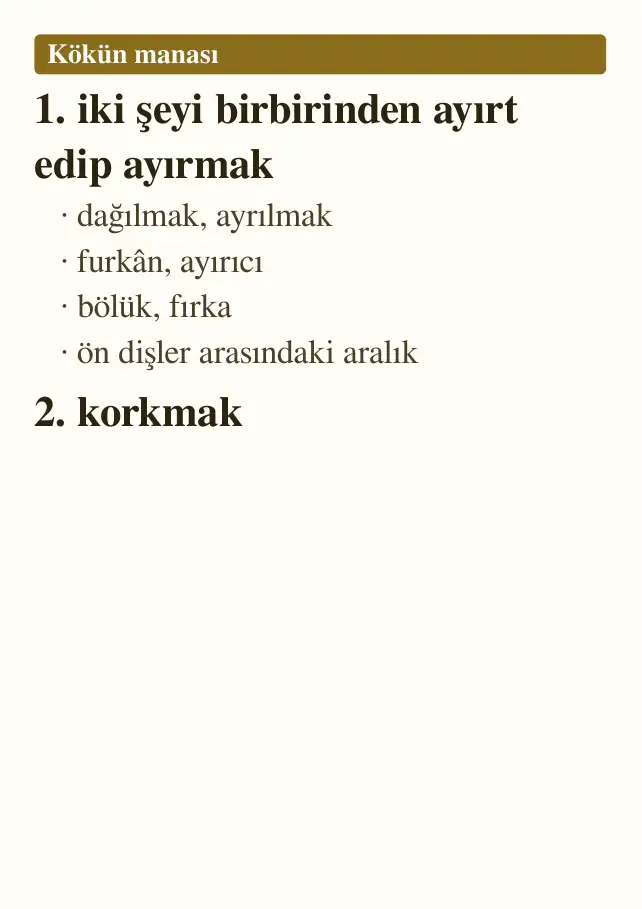 Kökün manası
1. iki şeyi birbirinden ayırt
edip ayırmak
· dağılmak, ayrılmak
· furkân, ayırıcı
· bölük, fırka
· ön dişler arasındaki aralık
2. korkmak